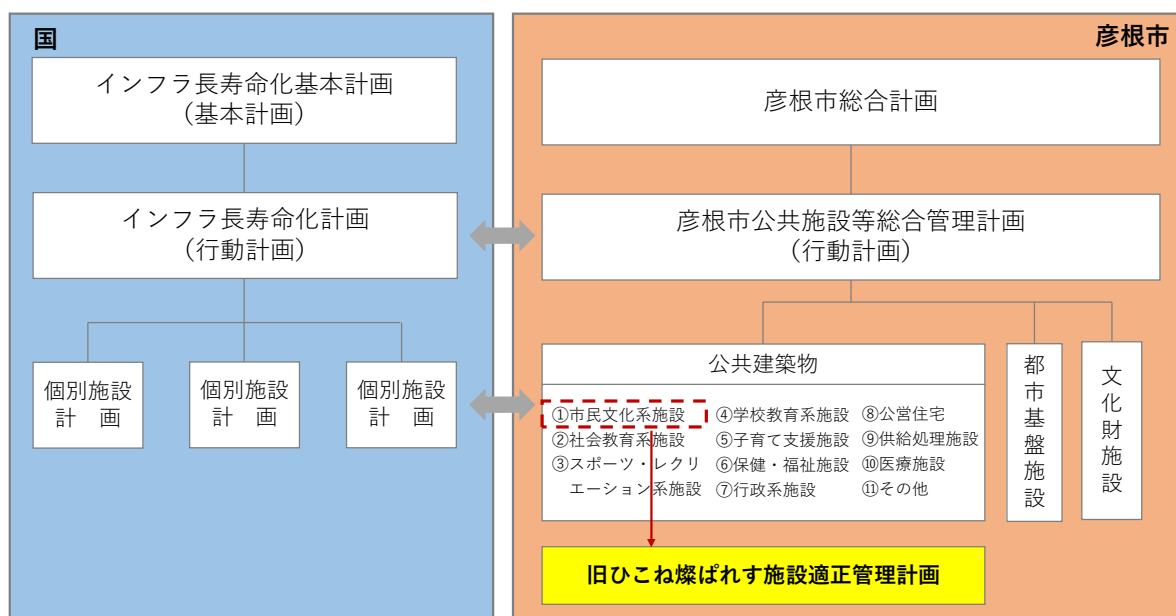 国
インフラ長寿命化基本計画
（基本計画）
インフラ長寿命化計画
（行動計画）
個別施設
計　画
個別施設
計　画
個別施設
計　画
彦根市
彦根市総合計画
彦根市公共施設等総合管理計画
（行動計画）
公共建築物
①市民文化系施設
②社会教育系施設
③スポーツ・レクリ
エーション系施設
④学校教育系施設
⑤子育て支援施設
⑥保健・福祉施設
⑦行政系施設
⑧公営住宅
⑨供給処理施設
⑩医療施設
⑪その他
都市基盤施設
文化財施設
旧ひこね燦ぱれす施設適正管理計画